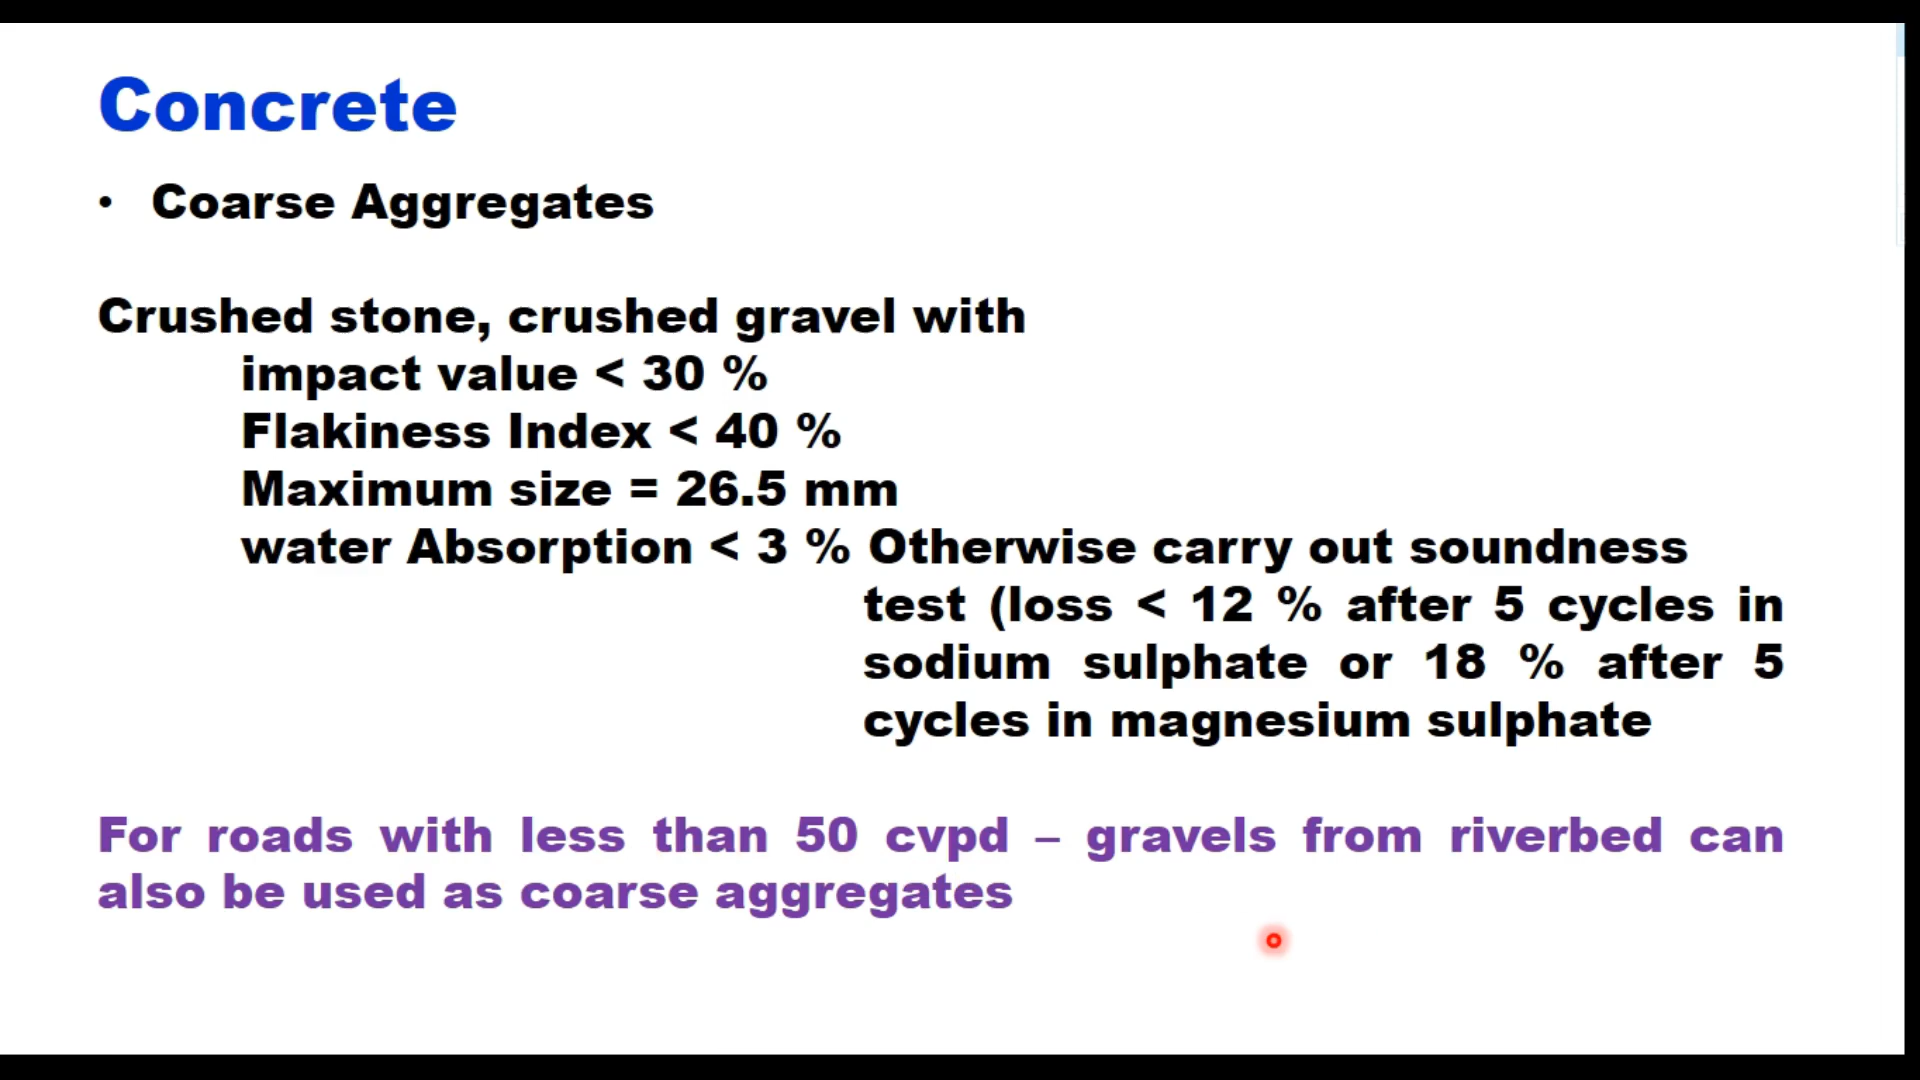 Concrete
• Coarse Aggregates
Crushed stone, crushed gravel with
impact value < 30 %
Flakiness Index < 40 %
Maximum size = 26.5 mm
water Absorption < 3 % Otherwise carry out soundness
test (loss < 12 % after 5 cycles in
sodium sulphate or 18 % after 5
cycles in magnesium sulphate
For roads with less than 50 cvpd – gravels from riverbed can
also be used as coarse aggregates